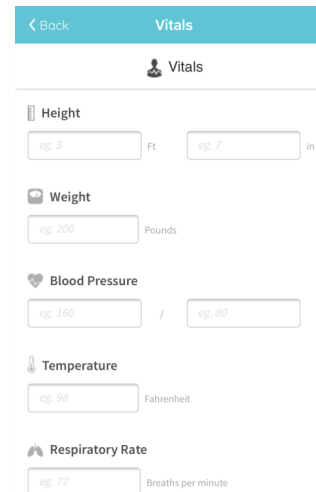 Back Vitals
Vitals
Height
eg. 5 Ft eg. 7 in
Weight
eg. 200 Pounds
Blood Pressure
eg. 160 / eg. 80
Temperature
eg. 98 Fahrenheit
Respiratory Rate
eg. 72 Breaths per minute